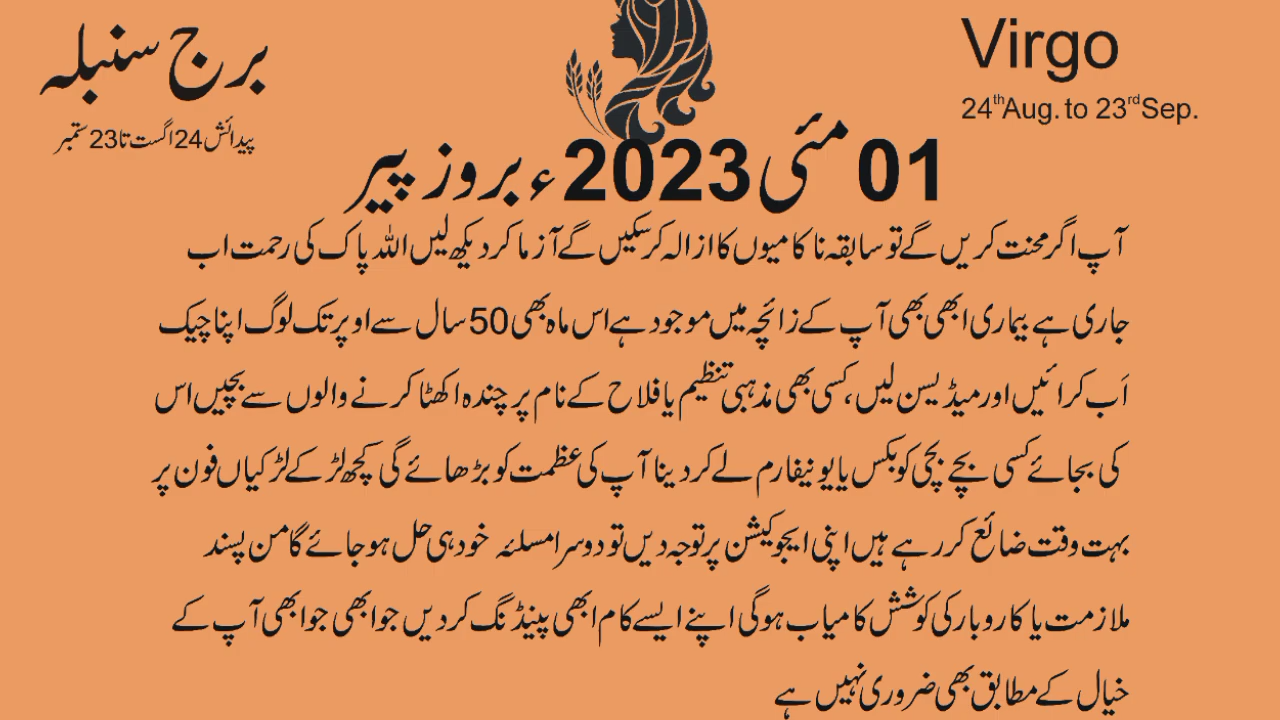 برج سنبلہ
پیدائش 24 اگست تا 23 ستمبر
Virgo
24th Aug. to 23rd Sep.
01 مئی 2023ء بروز پیر
آپ اگر محنت کریں گے تو سابقہ ناکامیوں کا ازالہ کر سکیں گے آزما کر دیکھ لیں اللہ پاک کی رحمت اب
جاری ہے بیماری ابھی بھی آپ کے زائچہ میں موجود ہے اس ماہ بھی 50 سال سے اوپر تک لوگ اپنا چیک
اَپ کرائیں اور میڈیسن لیں، کسی بھی مذہبی تنظیم یا فلاح کے نام پر چندہ اکھٹا کرنے والوں سے بچیں اس
کی بجائے کسی بچے بچی کو بکس یا یونیفارم لے کر دینا آپ کی عظمت کو بڑھائے گی کچھ لڑکے لڑکیاں فون پر
بہت وقت ضائع کر رہے ہیں اپنی ایجوکیشن پر توجہ دیں تو دوسرا مسلئہ خود ہی حل ہو جائے گا من پسند
ملازمت یا کاروبار کی کوشش کامیاب ہوگی اپنے ایسے کام ابھی پینڈنگ کر دیں جو ابھی جو ابھی آپ کے
خیال کے مطابق بھی ضروری نہیں ہے